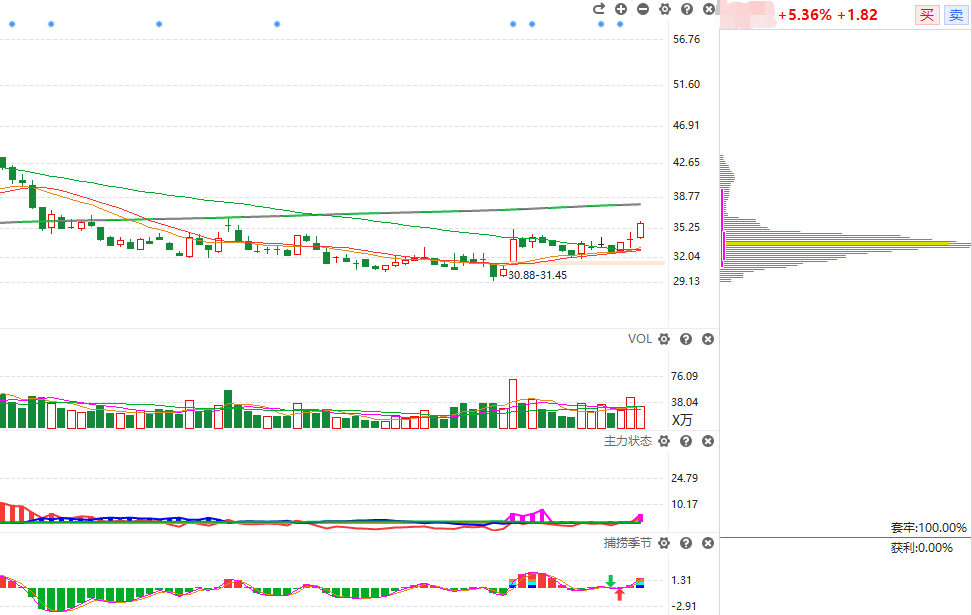 +5.36% +1.82
买 卖
56.76
51.60
46.91
42.65
38.77
35.25
32.04
29.13
30.88-31.45
VOL
76.09
38.04
X万
主力状态
24.79
10.17
捕捞季节
1.31
-2.91
套牢:100.00%
获利:0.00%